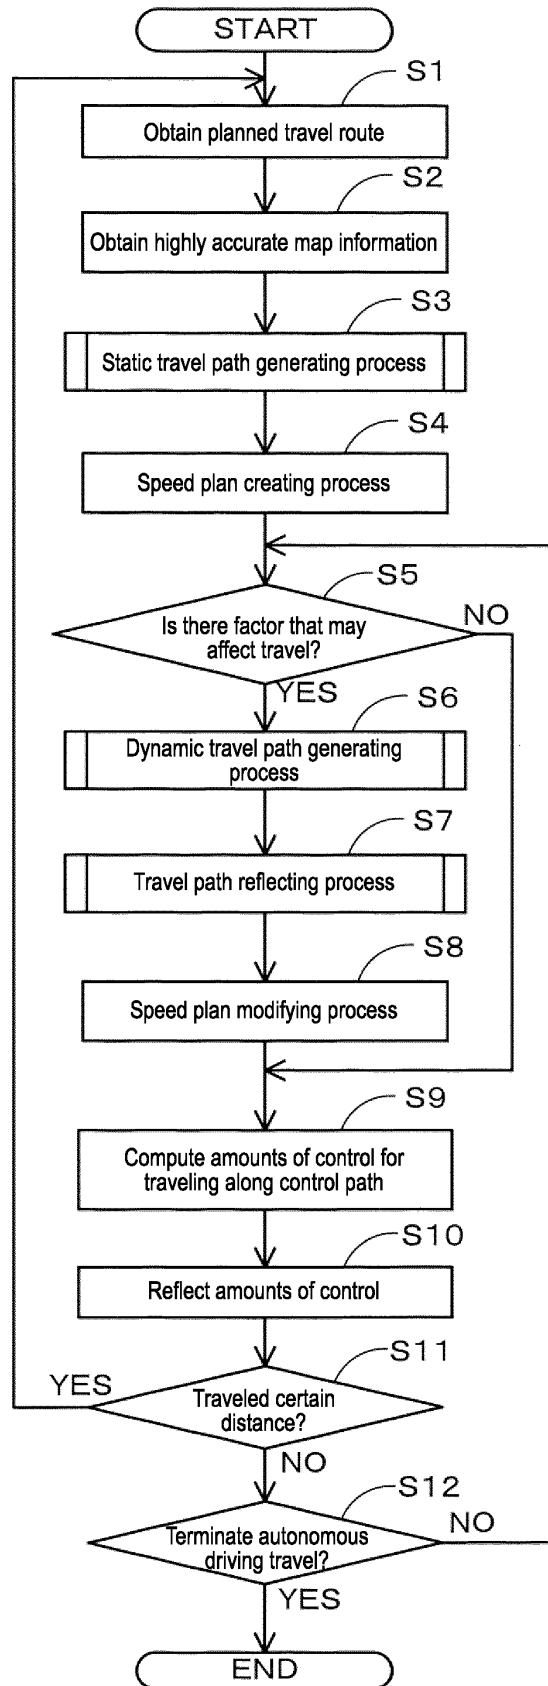 START
S1
Obtain planned travel route
S2
Obtain highly accurate map information
S3
Static travel path generating process
S4
Speed plan creating process
S5
Is there factor that may
affect travel?
NO
YES
S6
Dynamic travel path generating
process
S7
Travel path reflecting process
S8
Speed plan modifying process
S9
Compute amounts of control for
traveling along control path
S10
Reflect amounts of control
S11
YES
Traveled certain
distance?
NO
S12
Terminate autonomous
driving travel?
NO
YES
END